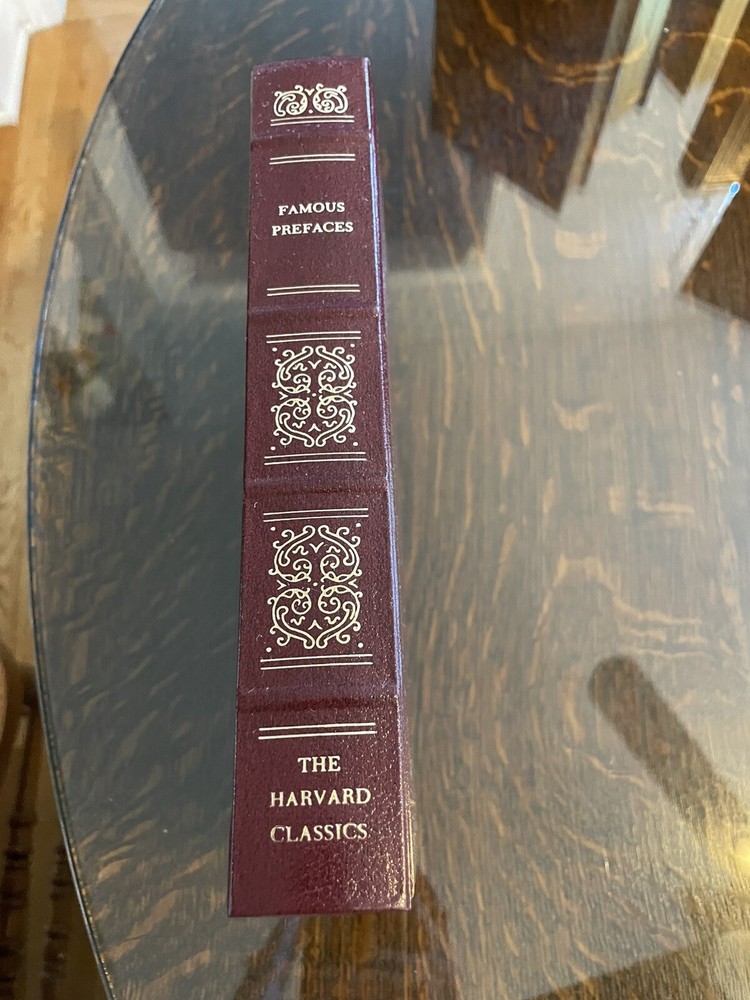 FAMOUS
PREFACES
THE
HARVARD
CLASSICS